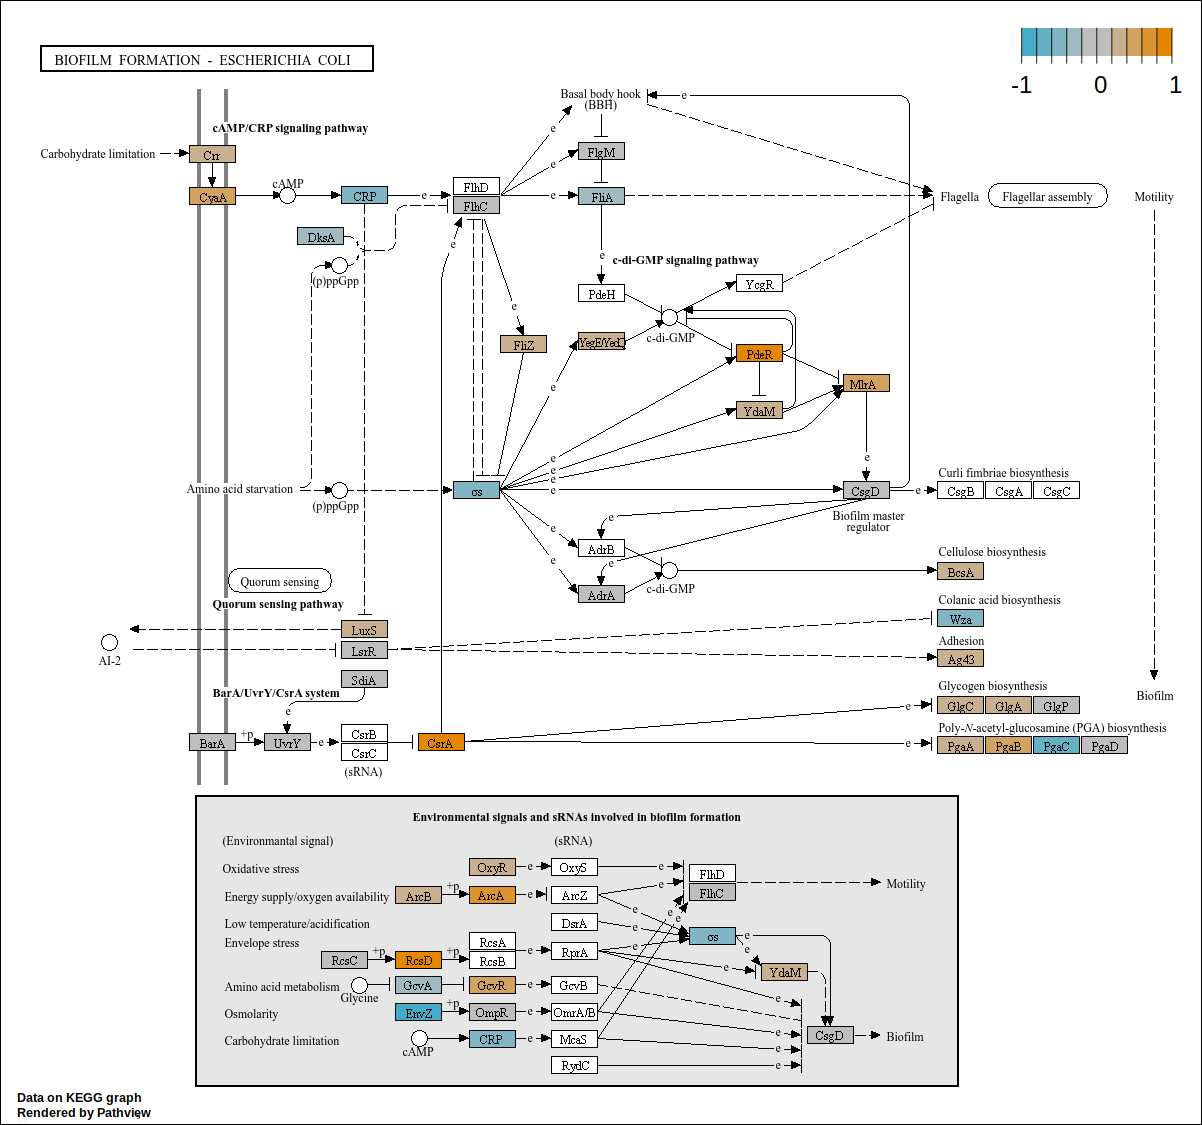 BIOFILM FORMATION - ESCHERICHIA COLI
-1 0 1
Basal body hook
(BBH)
e
cAMP/CRP signaling pathway
e
Carbohydrate limitation
Crr
FlgM
e
cAMP
FlhD
CyaA
CRP
e
FlhC
e
FliA
Flagella
Flagellar assembly
Motility
DksA
e
e
c-di-GMP signaling pathway
(p)ppGpp
YcgR
PdeH
e
c-di-GMP
FliZ
YegE/YedQ
PdeR
e
MlrA
YdaM
e
e
e
e
Amino acid starvation
(p)ppGpp
σs
e
CsgD
e
Curli fimbriae biosynthesis
CsgB
CsgA
CsgC
Biofilm master
regulator
e
e
AdrB
e
e
AdrA
c-di-GMP
Cellulose biosynthesis
BcsA
Quorum sensing
Quorum sensing pathway
Colanic acid biosynthesis
Wza
LuxS
AI-2
LsrR
Adhesion
Ag43
SdiA
BarA/UvrY/CsrA system
Glycogen biosynthesis
e
e
GlgC
GlgA
GlgP
Biofilm
BarA
+p
UvrY
e
CsrB
CsrC
(sRNA)
CsrA
Poly-N-acetyl-glucosamine (PGA) biosynthesis
e
PgaA
PgaB
PgaC
PgaD
Environmental signals and sRNAs involved in biofilm formation
(Environmantal signal)
(sRNA)
Oxidative stress
OxyR
e
OxyS
e
FlhD
FlhC
Motility
Energy supply/oxygen availability
ArcB
+p
ArcA
e
ArcZ
e
Low temperature/acidification
DsrA
e
e
e
e
Envelope stress
RcsC
+p
RcsD
+p
RcsA
RcsB
e
RprA
e
σs
e
e
e
YdaM
Amino acid metabolism
Glycine
GcvA
GcvR
e
GcvB
e
Osmolarity
EnvZ
+p
OmpR
e
OmrA/B
e
CsgD
Biofilm
Carbohydrate limitation
cAMP
CRP
e
McaS
e
RydC
e
Data on KEGG graph
Rendered by Pathview